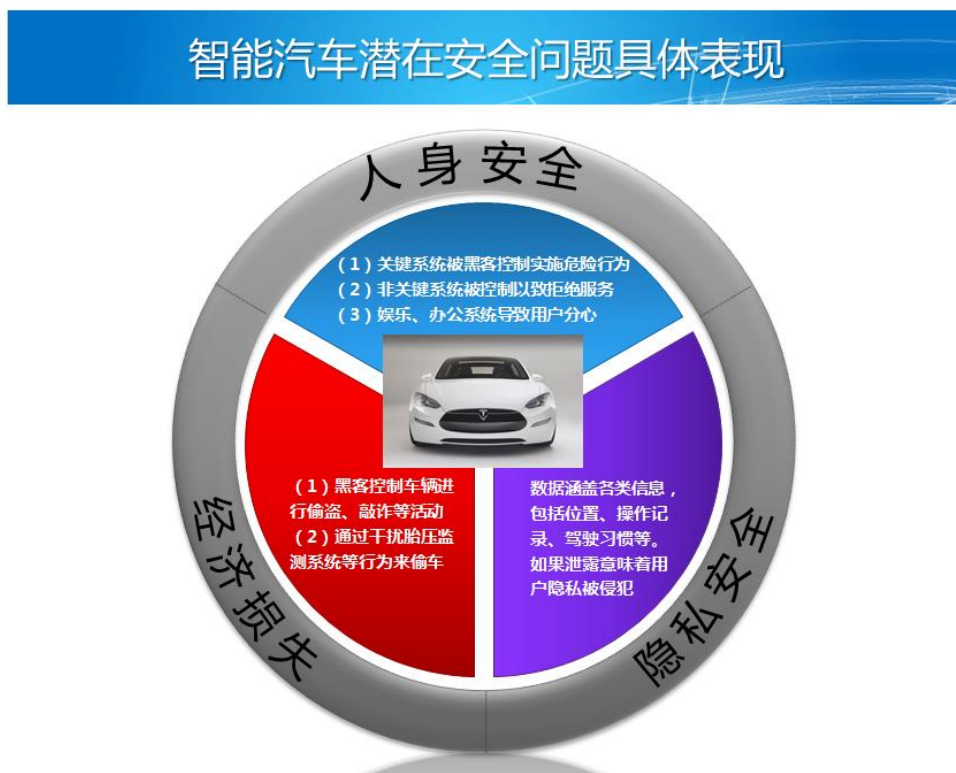 智能汽车潜在安全问题具体表现
人身安全
（1）关键系统被黑客控制实施危险行为
（2）非关键系统被控制以致拒绝服务
（3）娱乐、办公系统导致用户分心
经济损失
（1）黑客控制车辆进
行偷盗、敲诈等活动
（2）通过干扰胎压监
测系统等行为来偷车
隐私安全
数据涵盖各类信息，
包括位置、操作记
录、驾驶习惯等。
如果泄露意味着用
户隐私被侵犯